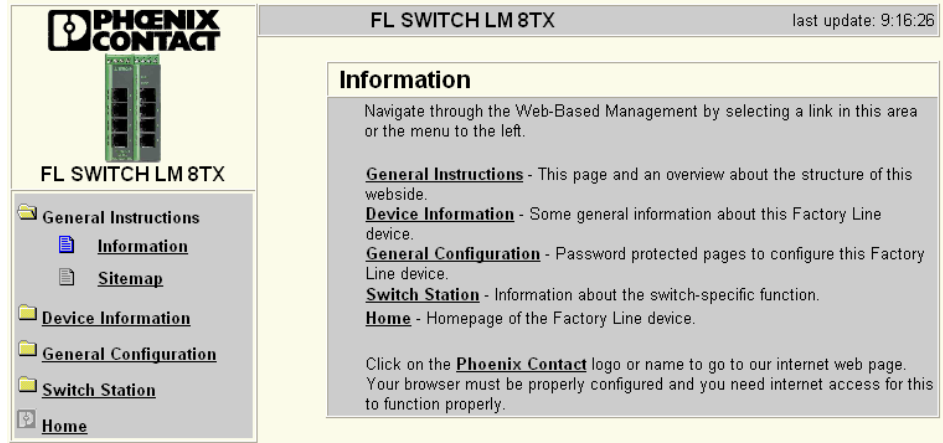 PHŒNIX
CONTACT
FL SWITCH LM 8TX
General Instructions
Information
Sitemap
Device Information
General Configuration
Switch Station
Home
FL SWITCH LM 8TX
last update: 9:16:26
Information
Navigate through the Web-Based Management by selecting a link in this area
or the menu to the left.
General Instructions - This page and an overview about the structure of this
webside.
Device Information - Some general information about this Factory Line
device.
General Configuration - Password protected pages to configure this Factory
Line device.
Switch Station - Information about the switch-specific function.
Home - Homepage of the Factory Line device.
Click on the Phoenix Contact logo or name to go to our internet web page.
Your browser must be properly configured and you need internet access for this
to function properly.